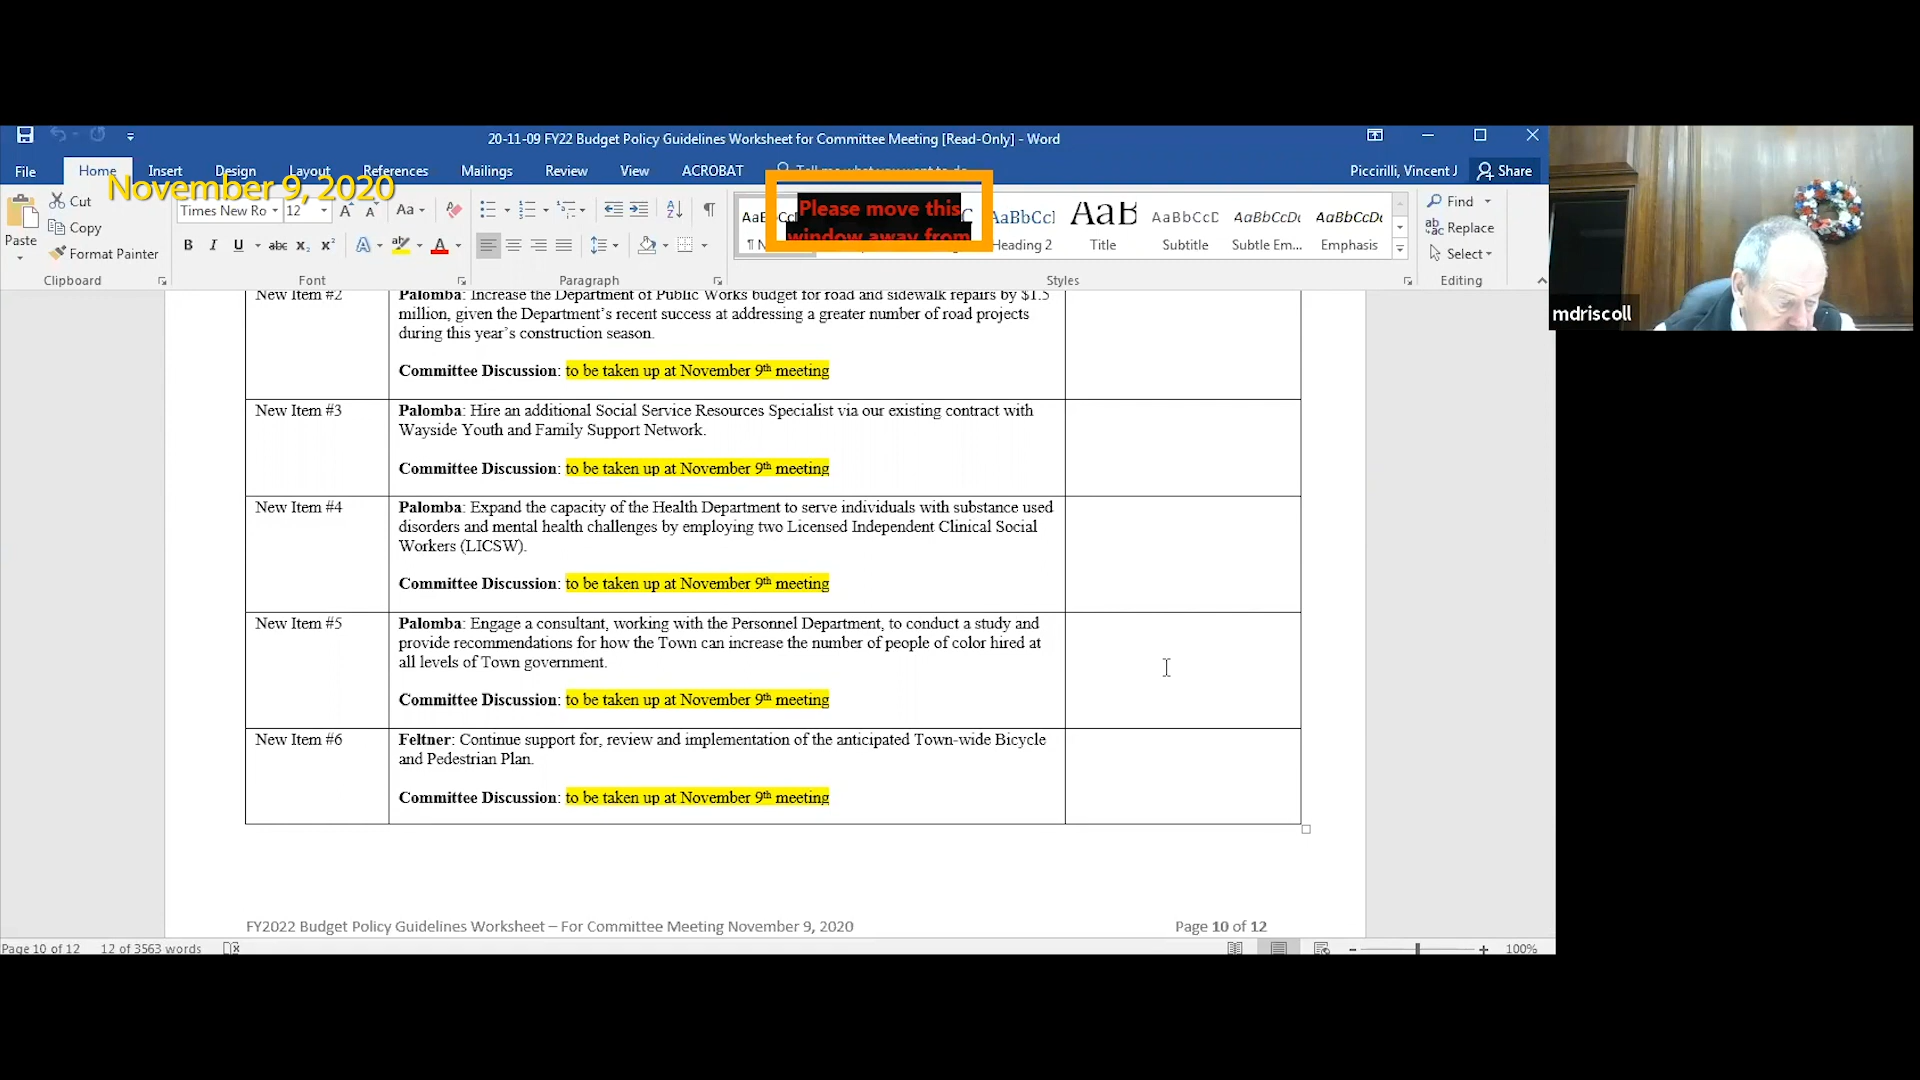 20-11-09 FY22 Budget Policy Guidelines Worksheet for Committee Meeting [Read-Only] - Word
File Home Insert Design Layout References Mailings Review View ACROBAT Tell me what you want to do Piccirilli, Vincent J Share
November 9, 2020
Paste Cut
Copy
Format Painter
Clipboard
Times New Ro 12
Font
Paragraph
Please move this
window away from
Heading 2 Title Subtitle Subtle Em... Emphasis
Styles
Find
Replace
Select
Editing
mdriscoll
New Item #2 Palomba: Increase the Department of Public Works budget for road and sidewalk repairs by $1.5
million, given the Department's recent success at addressing a greater number of road projects
during this year's construction season.
Committee Discussion: to be taken up at November 9th meeting
New Item #3 Palomba: Hire an additional Social Service Resources Specialist via our existing contract with
Wayside Youth and Family Support Network.
Committee Discussion: to be taken up at November 9th meeting
New Item #4 Palomba: Expand the capacity of the Health Department to serve individuals with substance used
disorders and mental health challenges by employing two Licensed Independent Clinical Social
Workers (LICSW).
Committee Discussion: to be taken up at November 9th meeting
New Item #5 Palomba: Engage a consultant, working with the Personnel Department, to conduct a study and
provide recommendations for how the Town can increase the number of people of color hired at
all levels of Town government.
Committee Discussion: to be taken up at November 9th meeting
New Item #6 Feltner: Continue support for, review and implementation of the anticipated Town-wide Bicycle
and Pedestrian Plan.
Committee Discussion: to be taken up at November 9th meeting
FY2022 Budget Policy Guidelines Worksheet – For Committee Meeting November 9, 2020 Page 10 of 12
Page 10 of 12 12 of 3563 words 100%